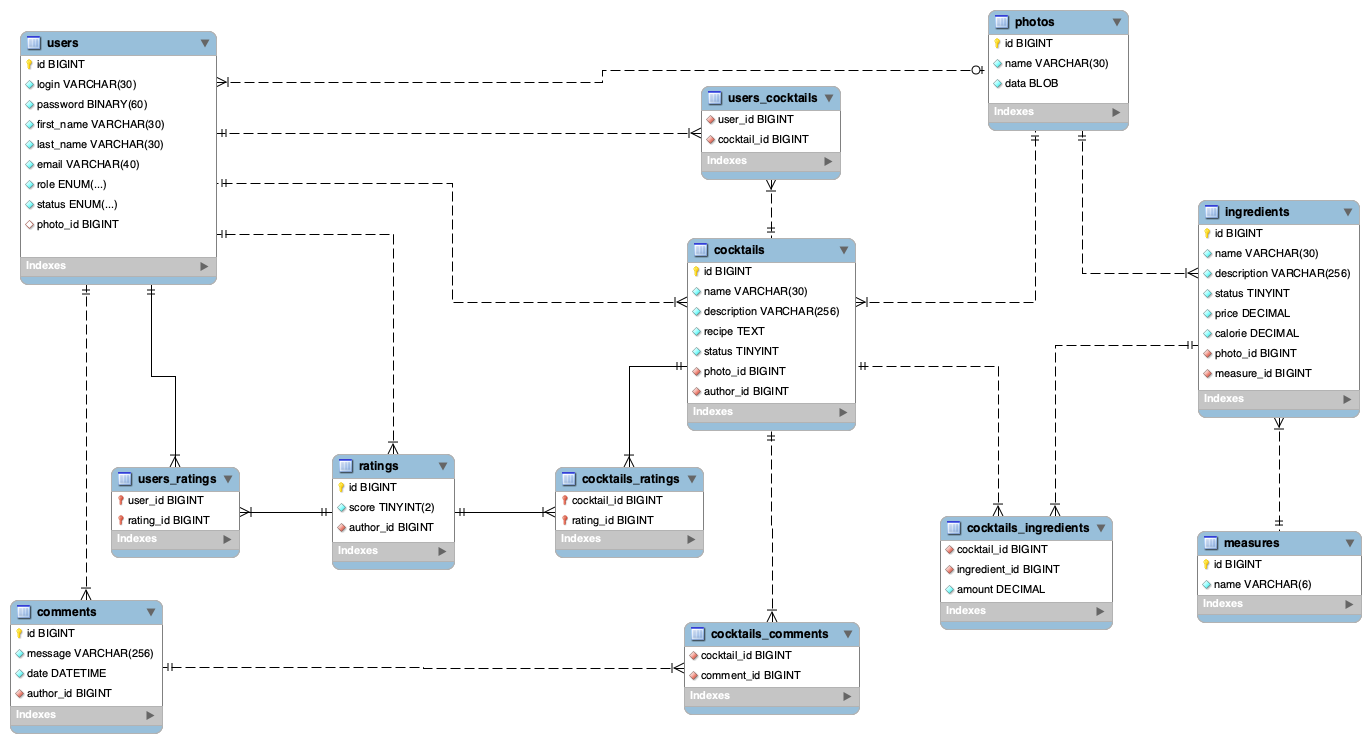 users
id BIGINT
login VARCHAR(30)
password BINARY(60)
first_name VARCHAR(30)
last_name VARCHAR(30)
email VARCHAR(40)
role ENUM(...)
status ENUM(...)
photo_id BIGINT
Indexes
photos
id BIGINT
name VARCHAR(30)
data BLOB
Indexes
users_cocktails
user_id BIGINT
cocktail_id BIGINT
Indexes
cocktails
id BIGINT
name VARCHAR(30)
description VARCHAR(256)
recipe TEXT
status TINYINT
photo_id BIGINT
author_id BIGINT
Indexes
ingredients
id BIGINT
name VARCHAR(30)
description VARCHAR(256)
status TINYINT
price DECIMAL
calorie DECIMAL
photo_id BIGINT
measure_id BIGINT
Indexes
users_ratings
user_id BIGINT
rating_id BIGINT
Indexes
ratings
id BIGINT
score TINYINT(2)
author_id BIGINT
Indexes
cocktails_ratings
cocktail_id BIGINT
rating_id BIGINT
Indexes
cocktails_ingredients
cocktail_id BIGINT
ingredient_id BIGINT
amount DECIMAL
Indexes
measures
id BIGINT
name VARCHAR(6)
Indexes
comments
id BIGINT
message VARCHAR(256)
date DATETIME
author_id BIGINT
Indexes
cocktails_comments
cocktail_id BIGINT
comment_id BIGINT
Indexes